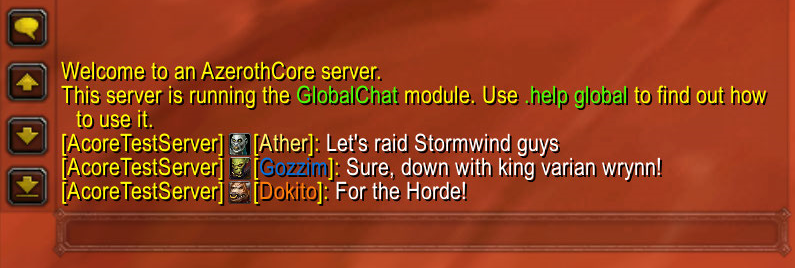 Welcome to an AzerothCore server.
This server is running the GlobalChat module. Use .help global to find out how
to use it.
[AcoreTestServer] [Ather]: Let's raid Stormwind guys
[AcoreTestServer] [Gozzim]: Sure, down with king varian wrynn!
[AcoreTestServer] [Dokito]: For the Horde!